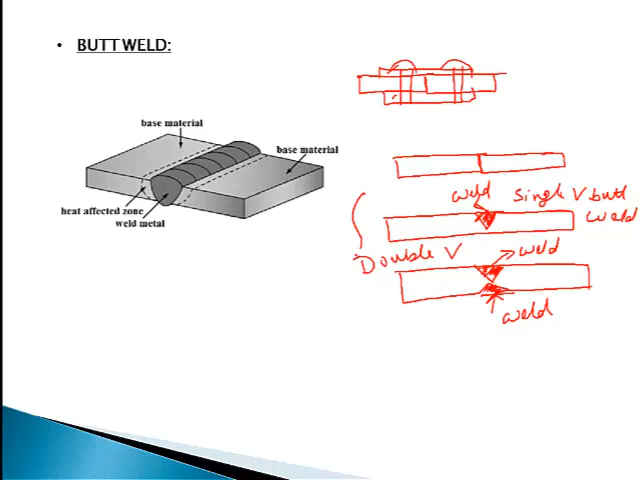 • BUTT WELD:
base material
base material
heat affected zone
weld metal
weld
Single V butt
weld
Double V
weld
weld